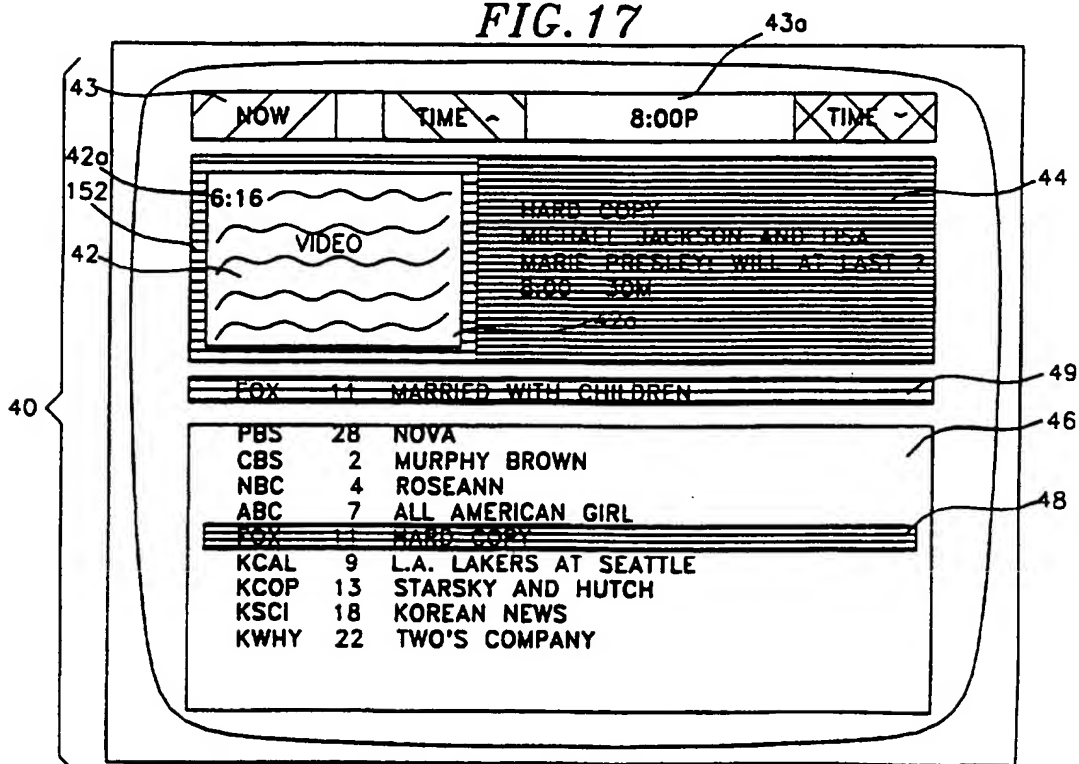 FIG.17
43a
43
NOW TIME ~ 8:00P TIME ~
42a
152
42
6:16
VIDEO
44
HARD COPY
MICHAEL JACKSON AND LISA
MARIE PRESLEY: WILL AT LAST ?
8:00 30M
42a
49
FOX 11 MARRIED WITH CHILDREN
40
46
PBS 28 NOVA
CBS 2 MURPHY BROWN
NBC 4 ROSEANN
ABC 7 ALL AMERICAN GIRL
48
FOX 11 HARD COPY
KCAL 9 L.A. LAKERS AT SEATTLE
KCOP 13 STARSKY AND HUTCH
KSCI 18 KOREAN NEWS
KWHY 22 TWO'S COMPANY